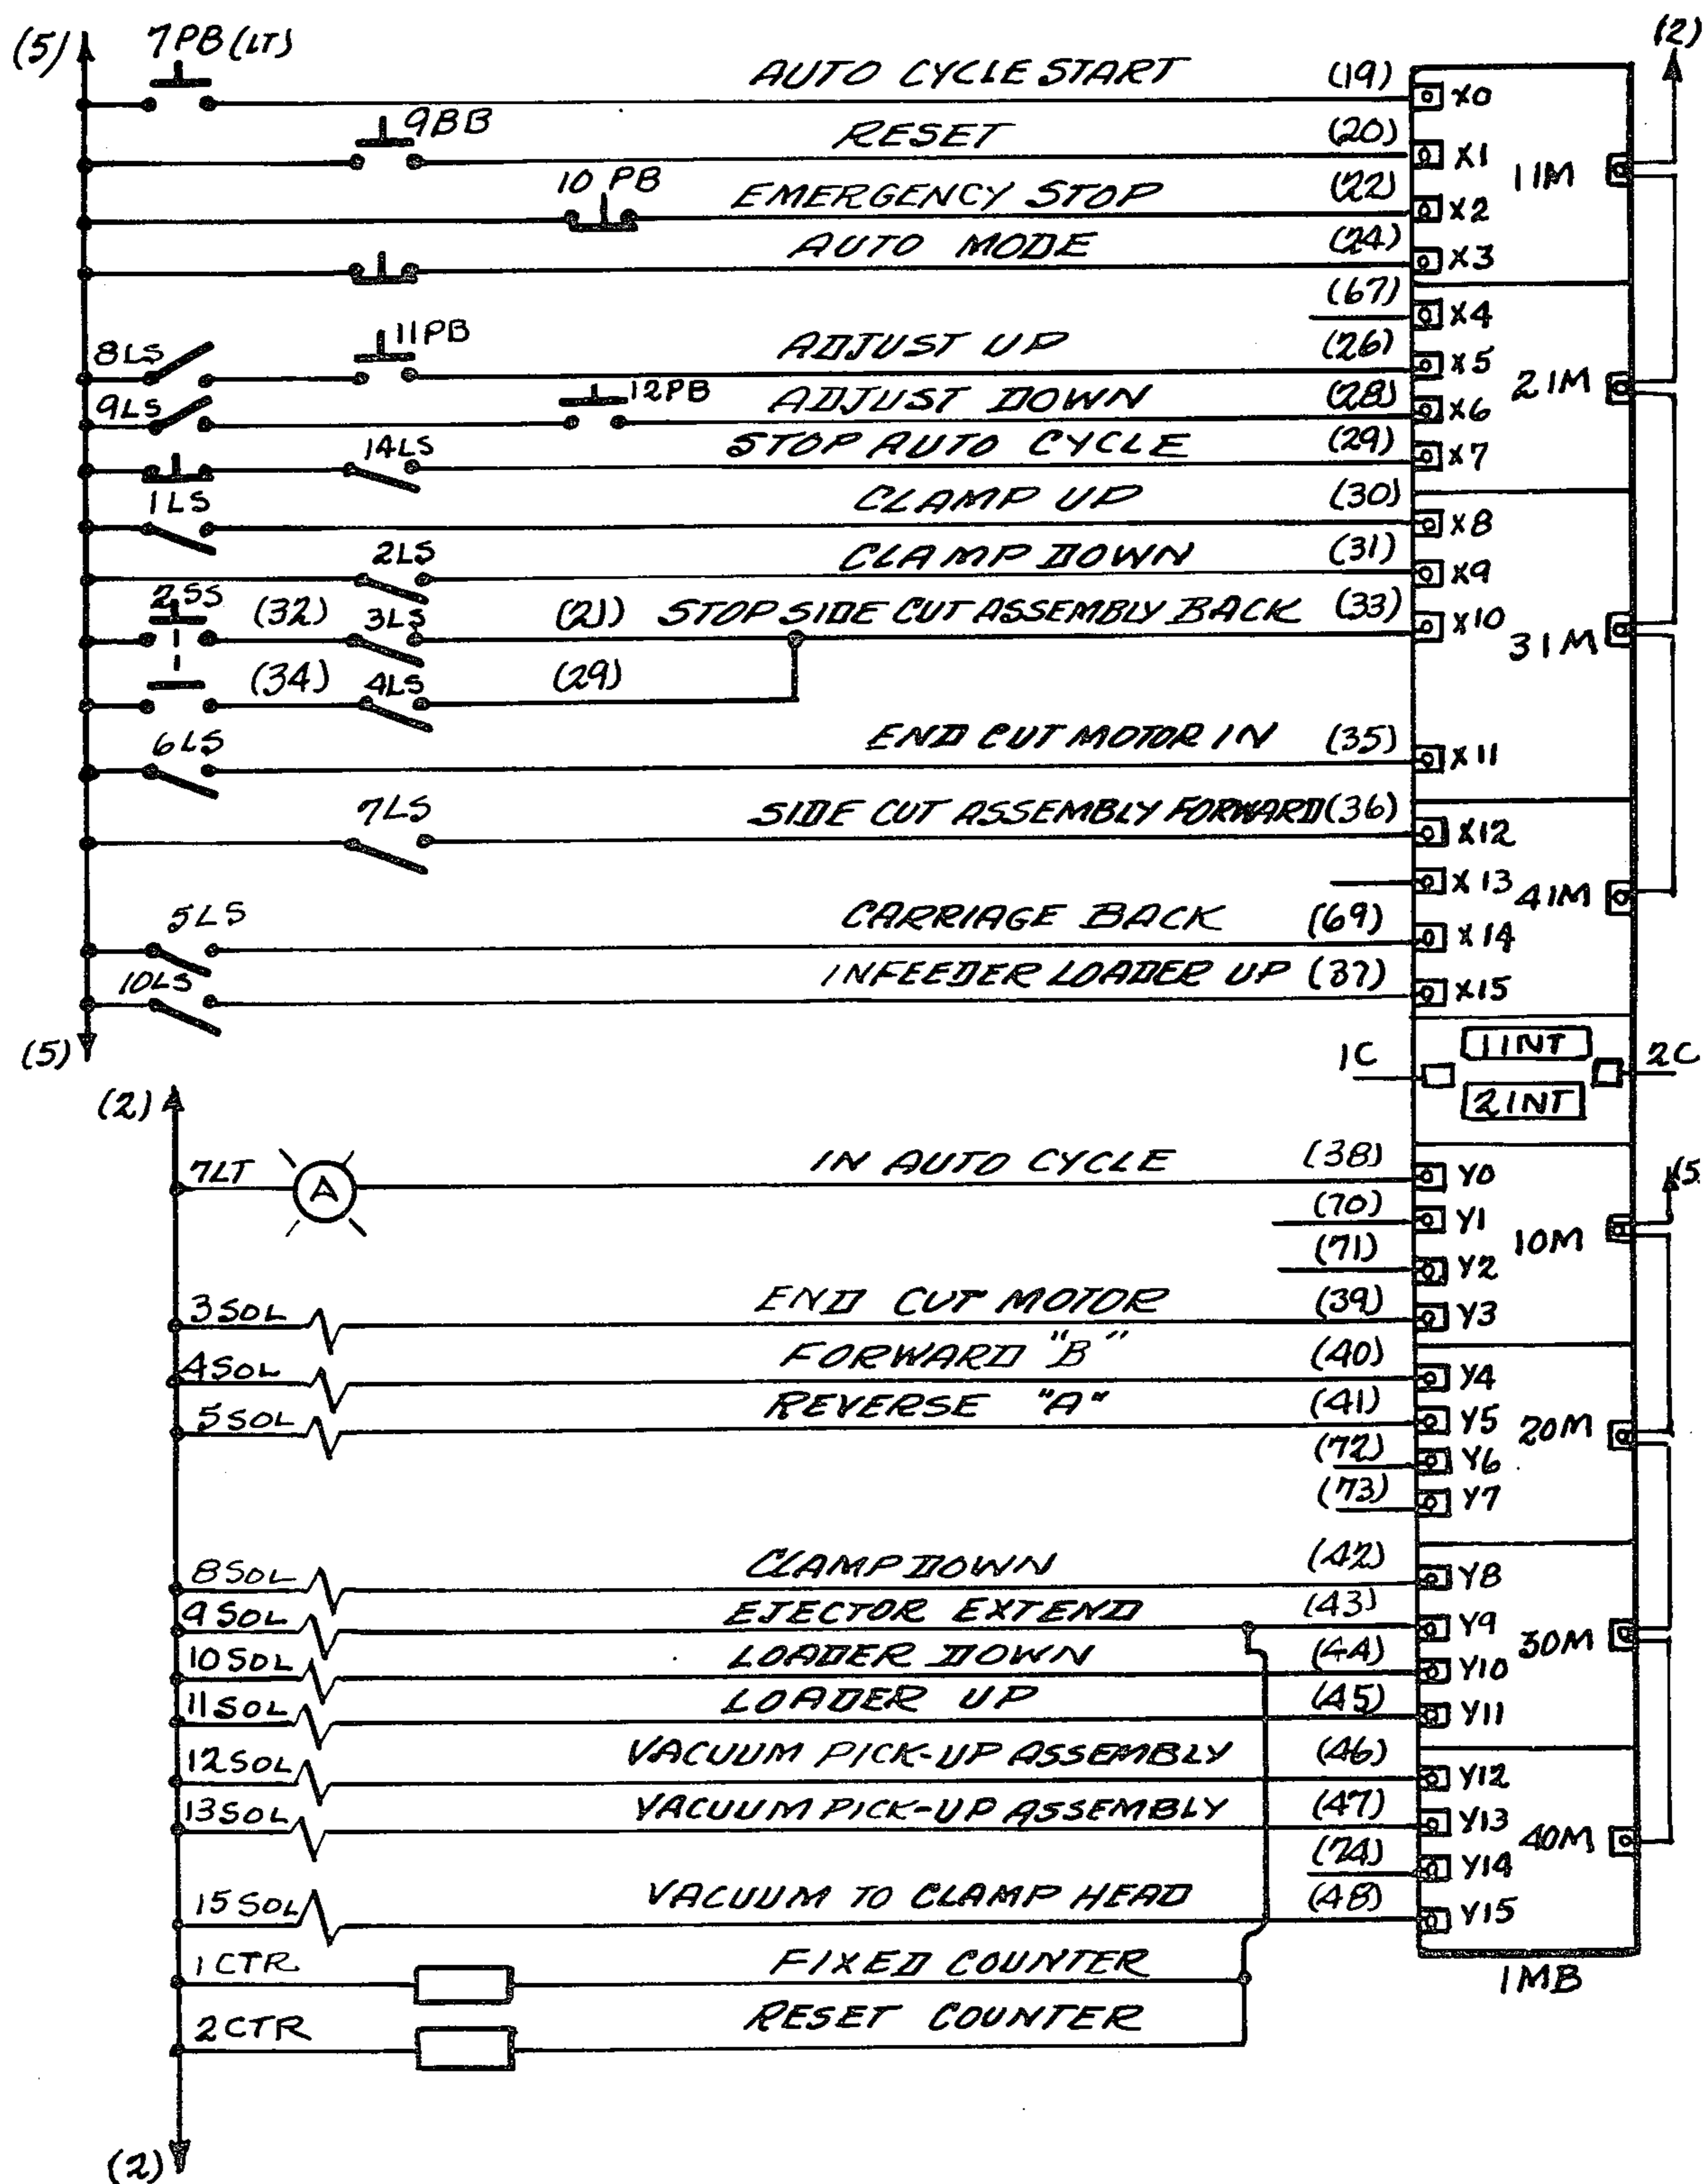 (5) 7PB(LT) AUTO CYCLE START (19) X0 (2)
9BB RESET (20) X1 11M
10 PB EMERGENCY STOP (22) X2
AUTO MODE (24) X3
(67) X4
8LS 11PB ADJUST UP (26) X5 21M
9LS 12PB ADJUST DOWN (28) X6
14LS STOP AUTO CYCLE (29) X7
1LS CLAMP UP (30) X8
2LS CLAMP DOWN (31) X9
2SS (32) 3LS (21) STOP SIDE CUT ASSEMBLY BACK (33) X10 31M
(34) 4LS (29)
6LS END CUT MOTOR IN (35) X11
7LS SIDE CUT ASSEMBLY FORWARD (36) X12
X13 41M
5LS CARRIAGE BACK (69) X14
10LS INFEEDER LOADER UP (37) X15
(5) 1C 1INT 2C
2INT
(2)
7LT A IN AUTO CYCLE (38) Y0 (5
(70) Y1 10M
(71) Y2
3SOL END CUT MOTOR (39) Y3
4SOL FORWARD "B" (40) Y4
5SOL REVERSE "A" (41) Y5 20M
(72) Y6
(73) Y7
8SOL CLAMP DOWN (42) Y8
9SOL EJECTOR EXTEND (43) Y9 30M
10SOL LOADER DOWN (44) Y10
11SOL LOADER UP (45) Y11
12SOL VACUUM PICK-UP ASSEMBLY (46) Y12
13SOL VACUUM PICK-UP ASSEMBLY (47) Y13 40M
(74) Y14
15SOL VACUUM TO CLAMP HEAD (48) Y15
1CTR FIXED COUNTER 1MB
2CTR RESET COUNTER
(2)